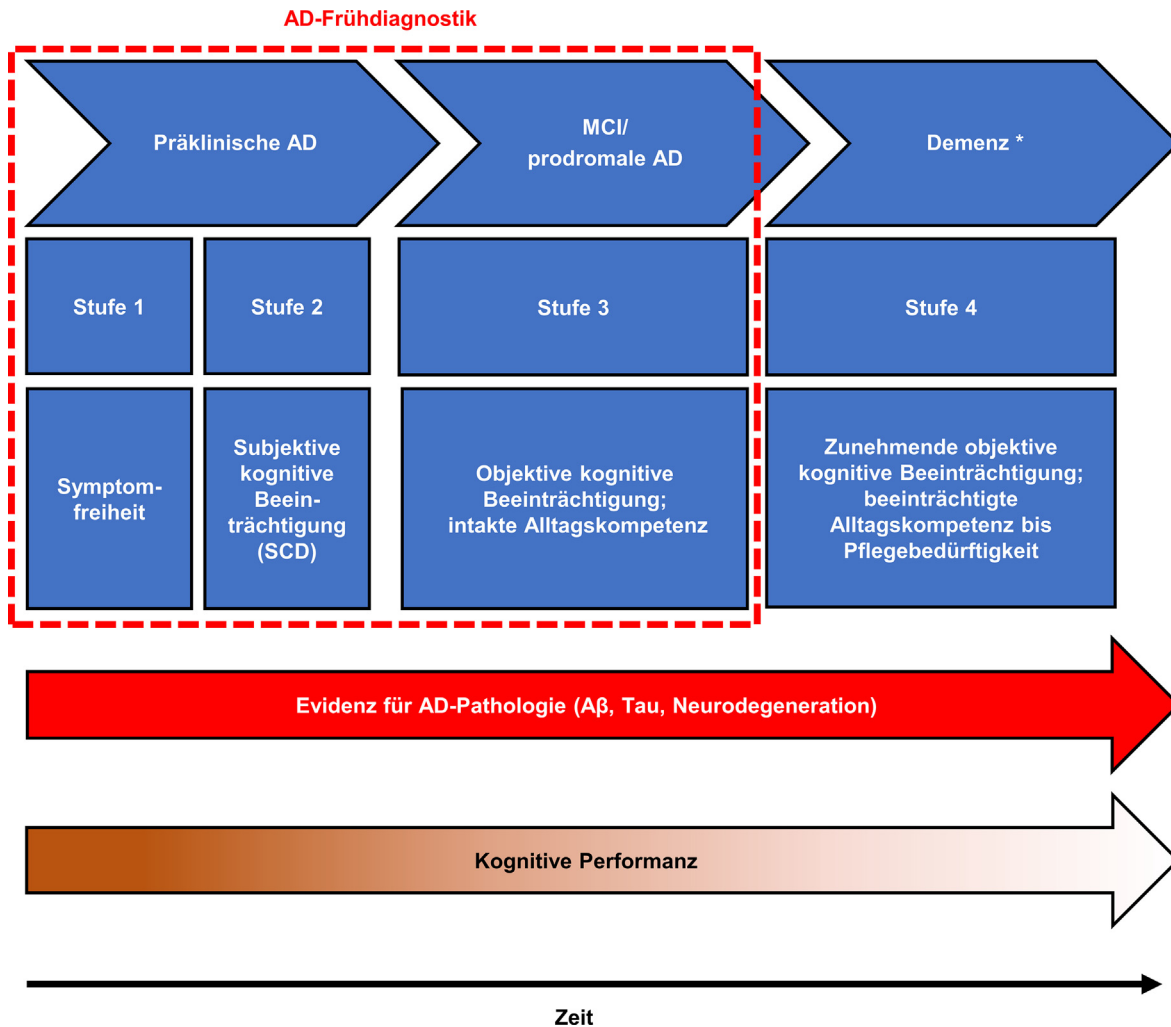 AD-Frühdiagnostik
Präklinische AD
MCI/
prodromale AD
Demenz *
Stufe 1
Stufe 2
Stufe 3
Stufe 4
Symptom-
freiheit
Subjektive
kognitive
Beein-
trächtigung
(SCD)
Objektive kognitive
Beeinträchtigung;
intakte Alltagskompetenz
Zunehmende objektive
kognitive Beeinträchtigung;
beeinträchtigte
Alltagskompetenz bis
Pflegebedürftigkeit
Evidenz für AD-Pathologie (Aβ, Tau, Neurodegeneration)
Kognitive Performanz
Zeit